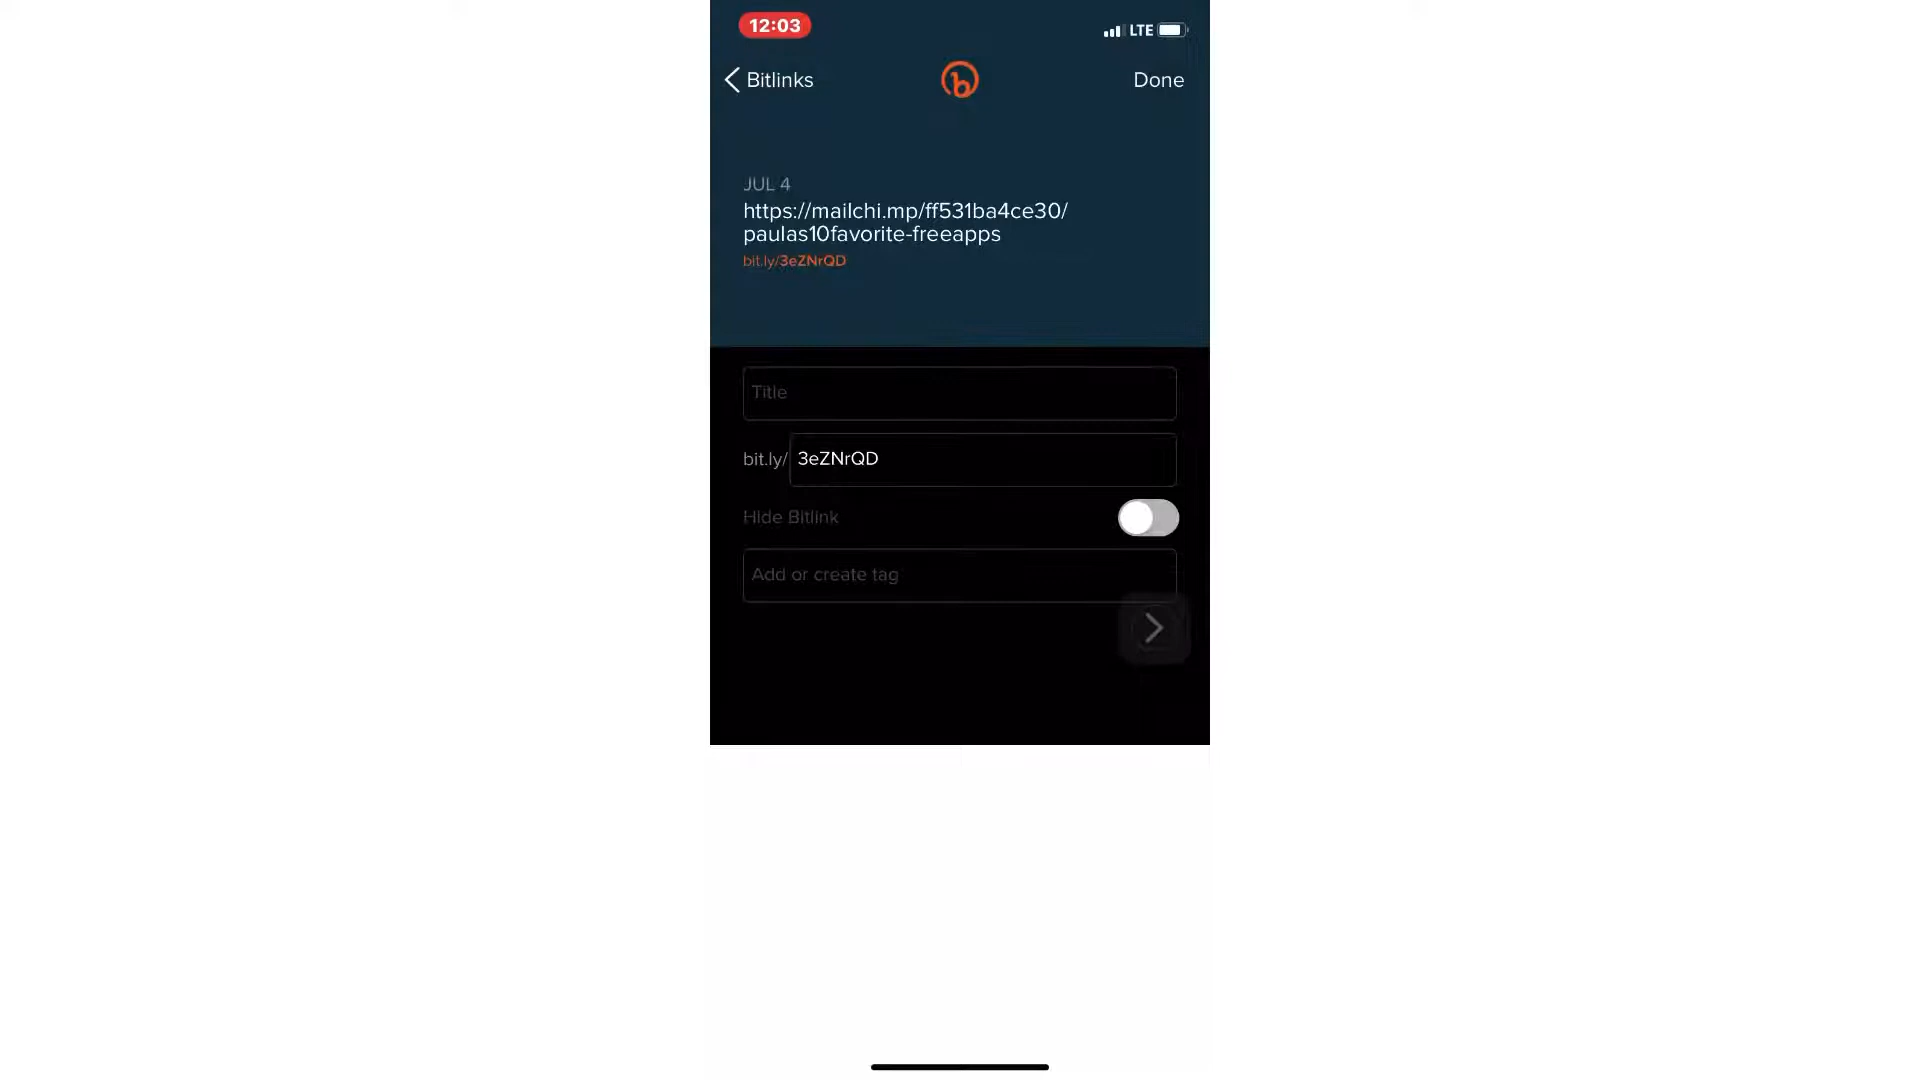 12:03
LTE
Bitlinks
Done
JUL 4
https://mailchi.mp/ff531ba4ce30/
paulas10favorite-freeapps
bit.ly/3eZNrQD
Title
bit.ly/ 3eZNrQD
Hide Bitlink
Add or create tag